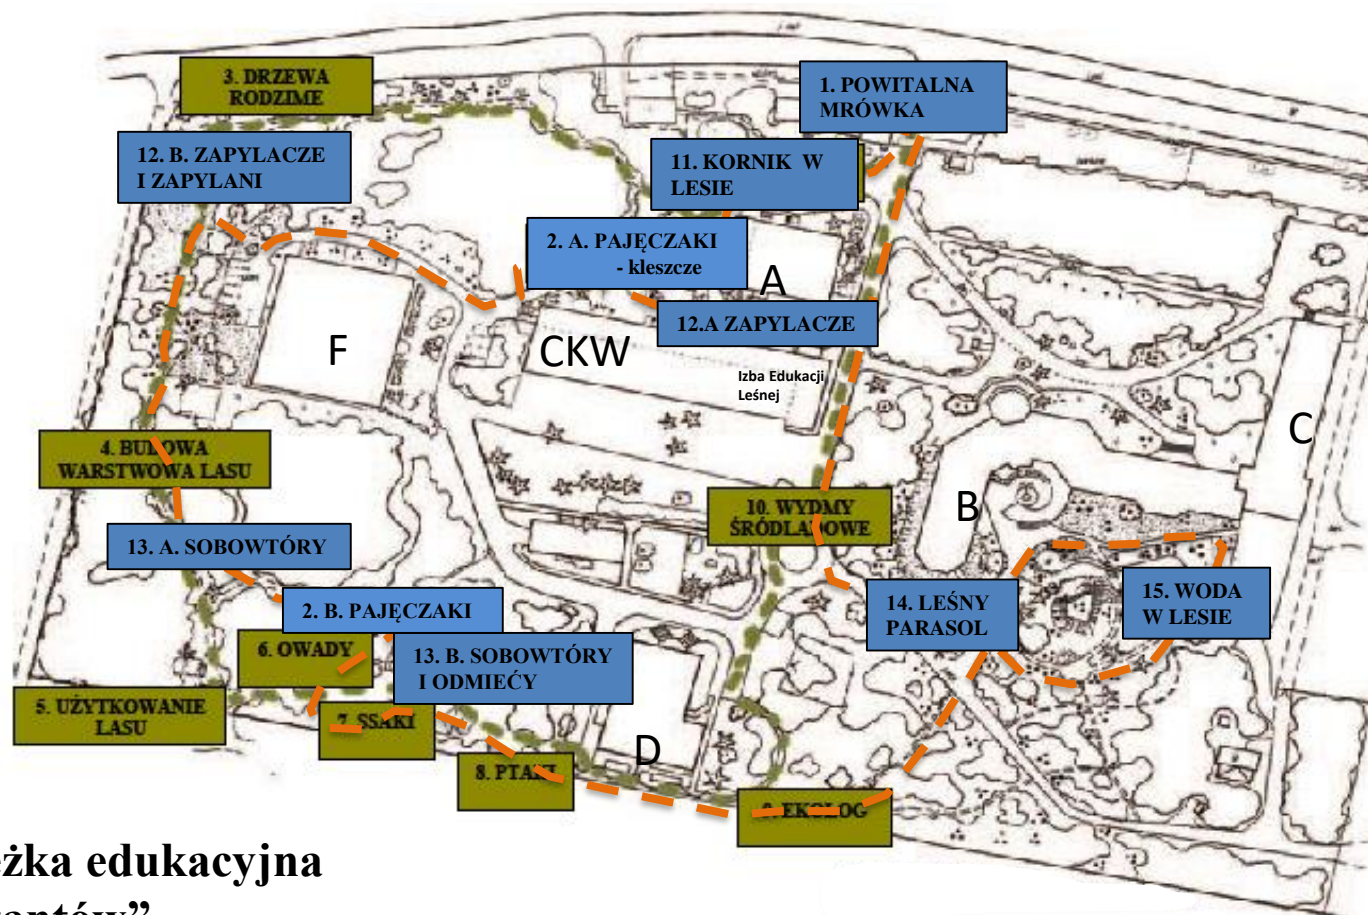 3. DRZEWA
RODZIME
1. POWITALNA
MRÓWKA
12. B. ZAPYLACZE
I ZAPYLANI
11. KORNIK W
LESIE
2. A. PAJĘCZAKI
- kleszcze
A
12.A ZAPYLACZE
F
CKW
Izba Edukacji
Leśnej
C
4. BUDOWA
WARSTWOWA LASU
10. WYDMY
ŚRÓDLĄDOWE
B
13. A. SOBOWTÓRY
2. B. PAJĘCZAKI
14. LEŚNY
PARASOL
15. WODA
W LESIE
6. OWADY
13. B. SOBOWTÓRY
I ODMIEĆY
5. UŻYTKOWANIE
LASU
7. SSAKI
D
8. PTAKI
9. EKOLOG
żka edukacyjna